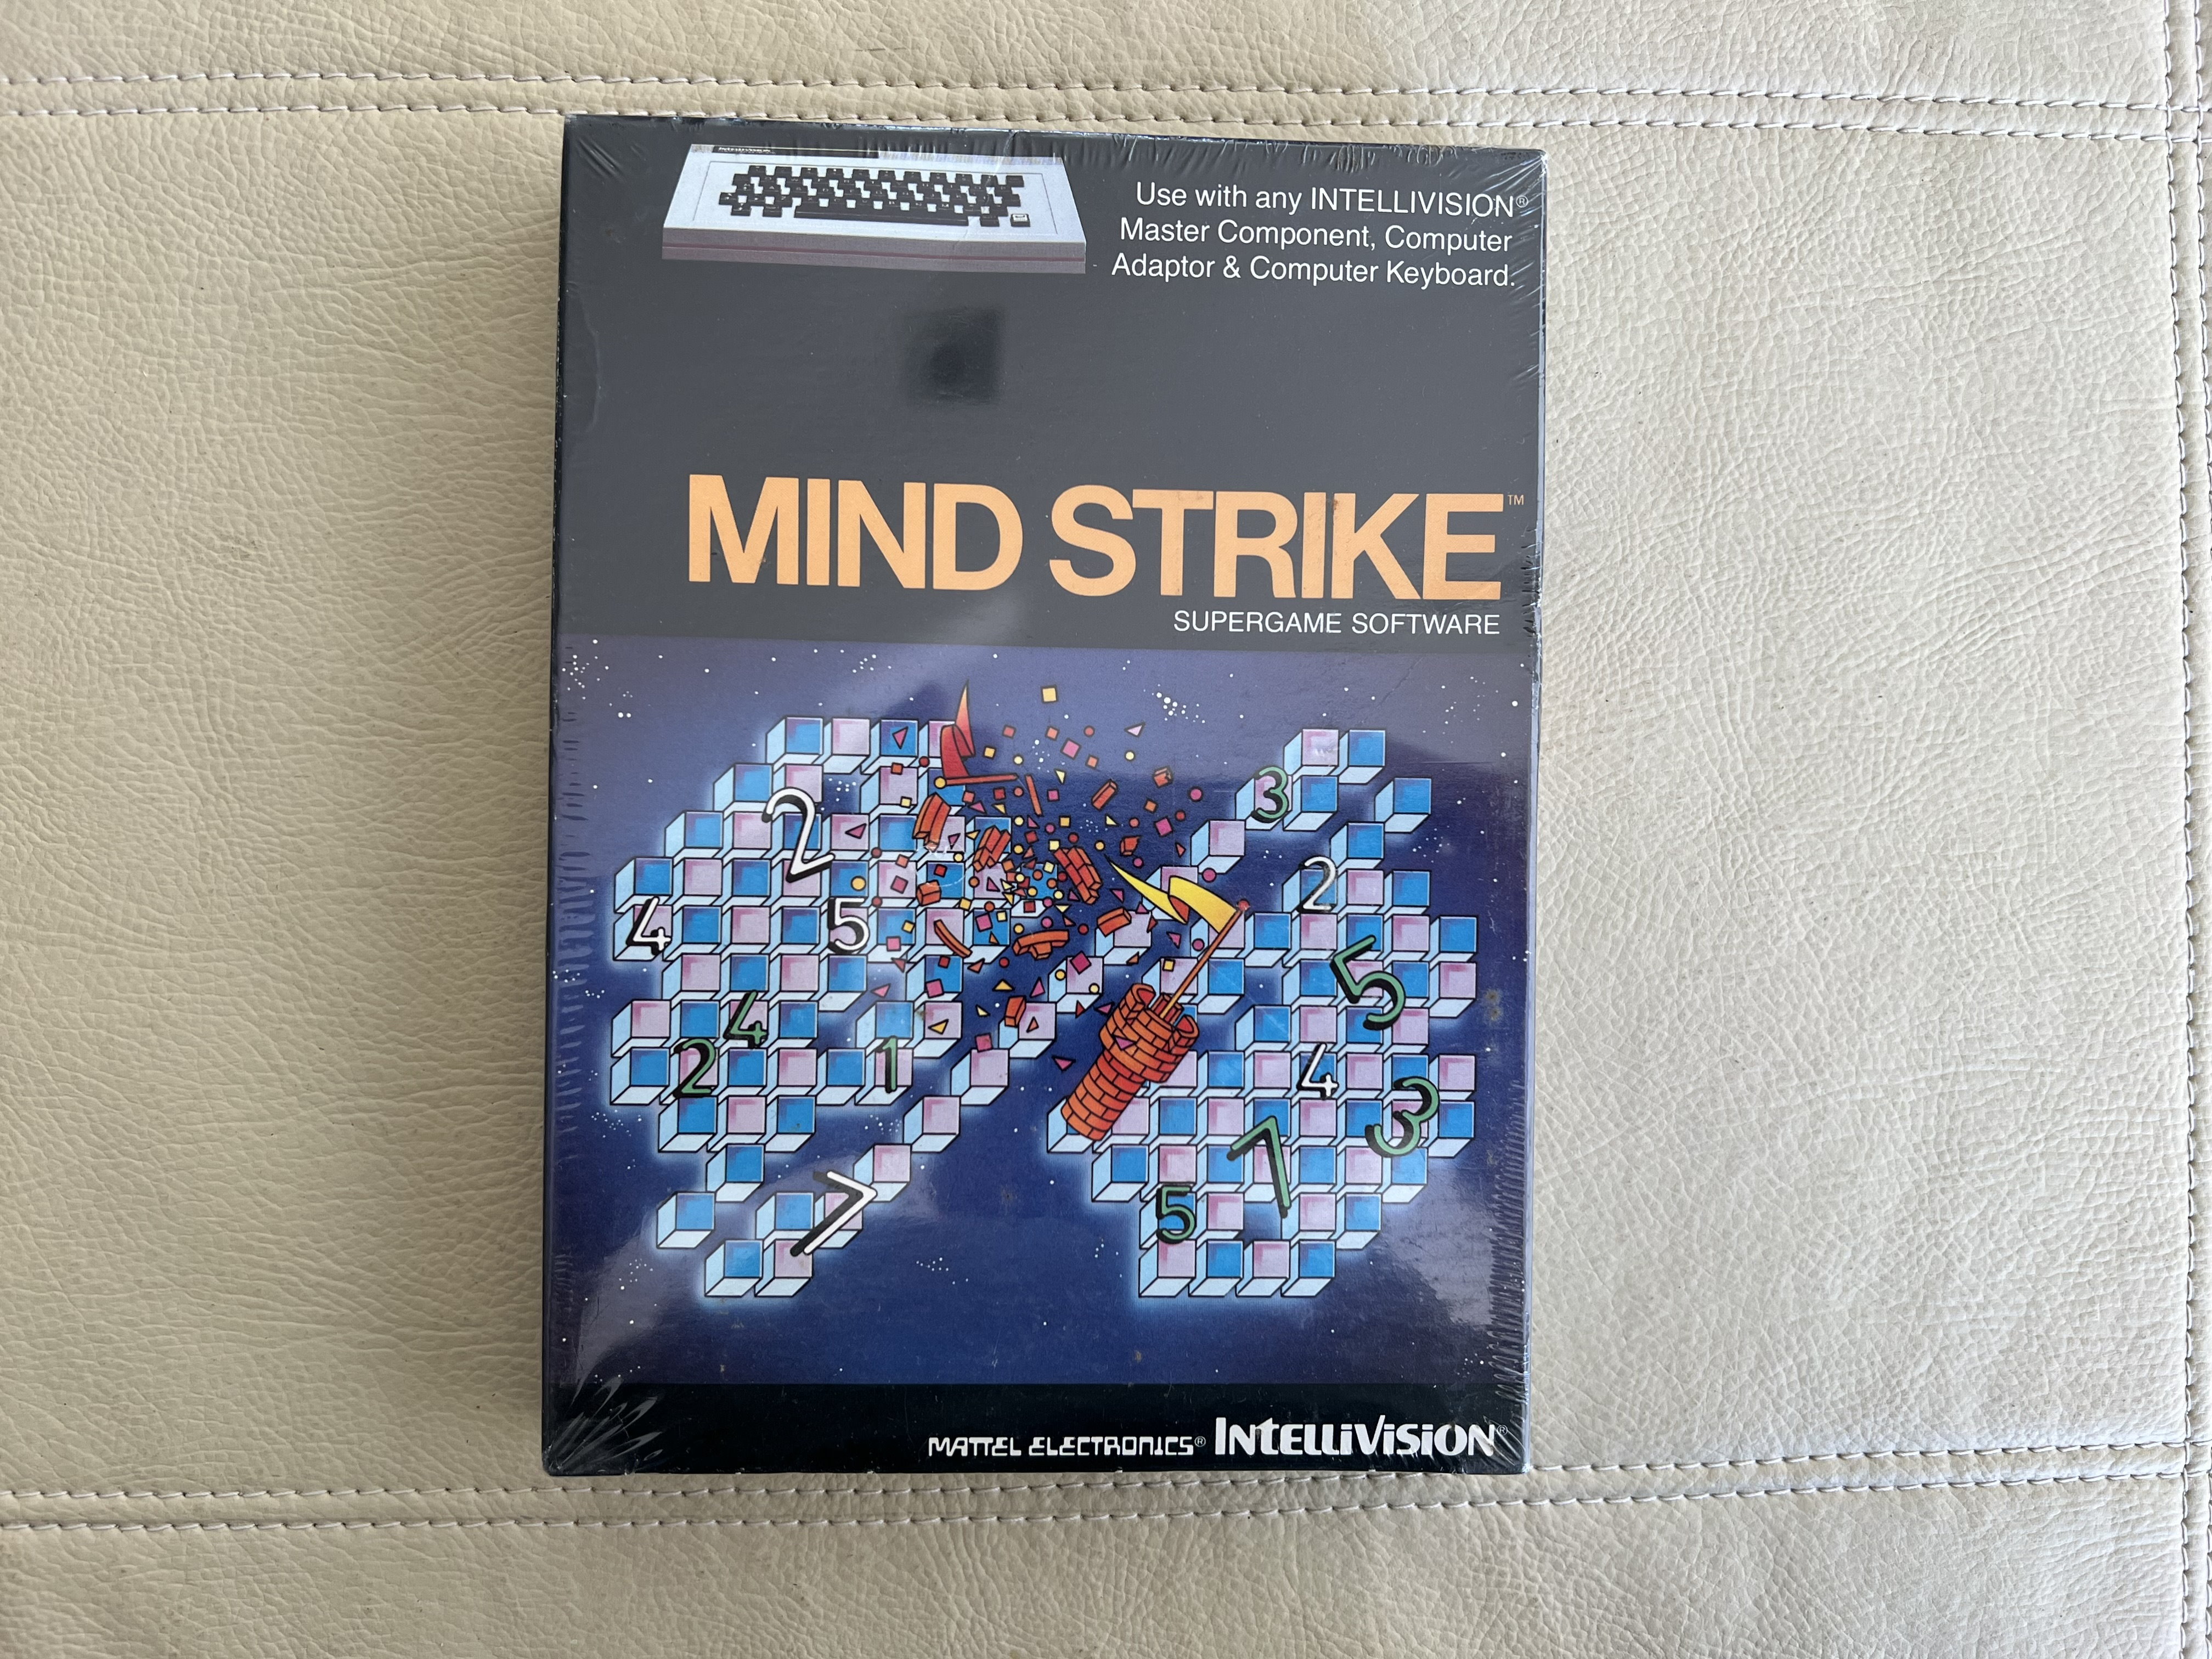 Use with any INTELLIVISION®
Master Component, Computer
Adaptor & Computer Keyboard.
MIND STRIKE™
SUPERGAME SOFTWARE
3
2
2
4
5
5
4
2
1
4
3
7
7
5
MATTEL ELECTRONICS® INTELLIVISION®